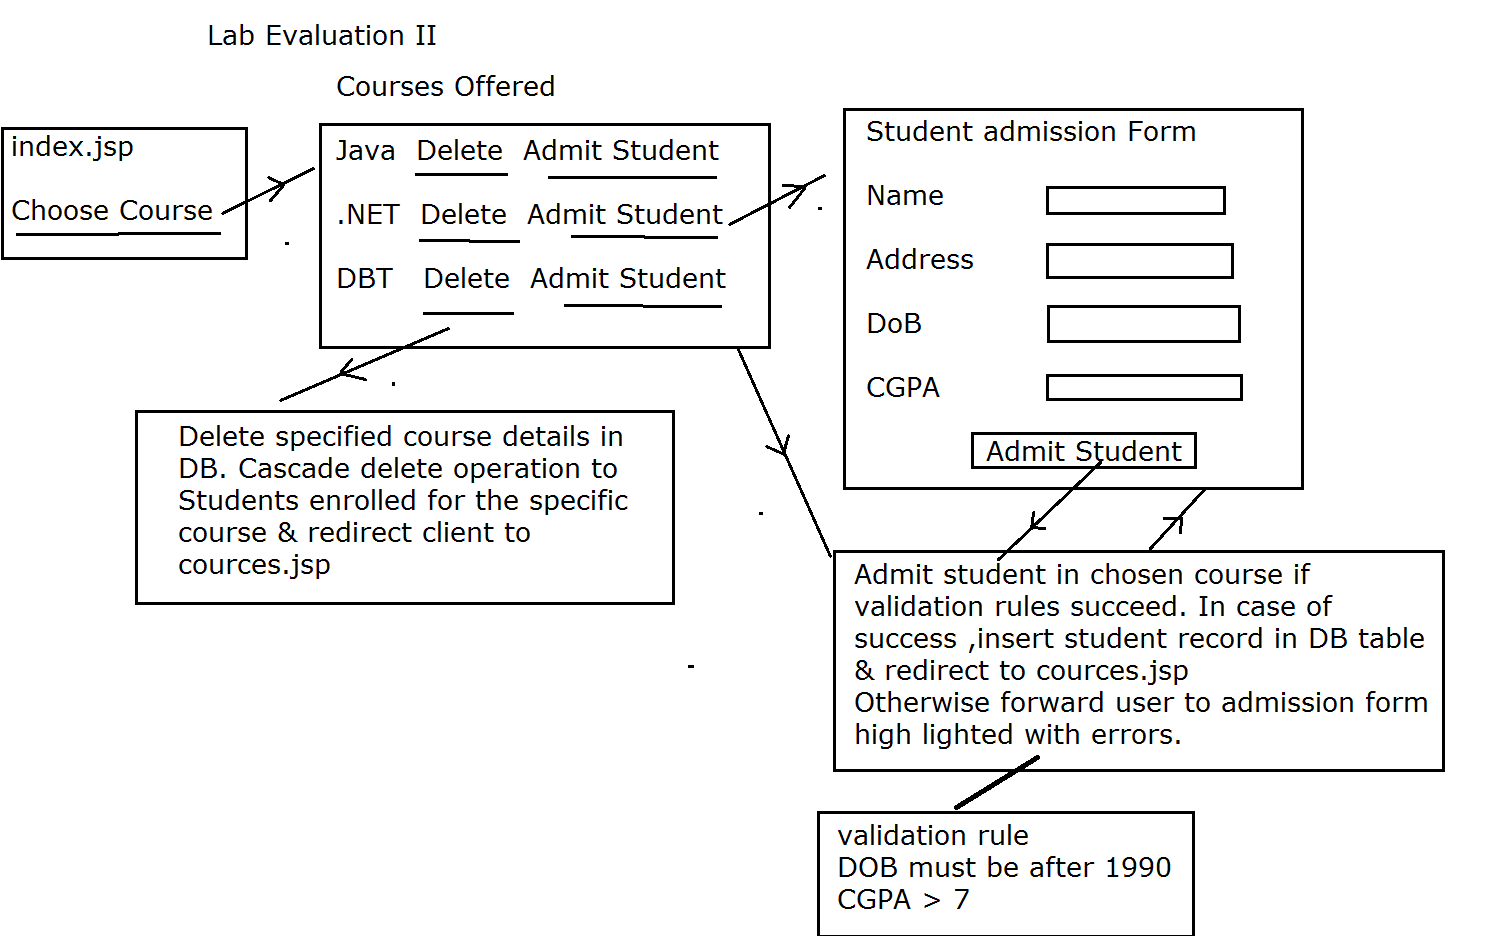 Lab Evaluation II
Courses Offered
index.jsp
Choose Course
Java Delete Admit Student
.NET Delete Admit Student
DBT Delete Admit Student
Student admission Form
Name
Address
DoB
CGPA
Admit Student
Delete specified course details in
DB. Cascade delete operation to
Students enrolled for the specific
course & redirect client to
cources.jsp
Admit student in chosen course if
validation rules succeed. In case of
success ,insert student record in DB table
& redirect to cources.jsp
Otherwise forward user to admission form
high lighted with errors.
validation rule
DOB must be after 1990
CGPA > 7